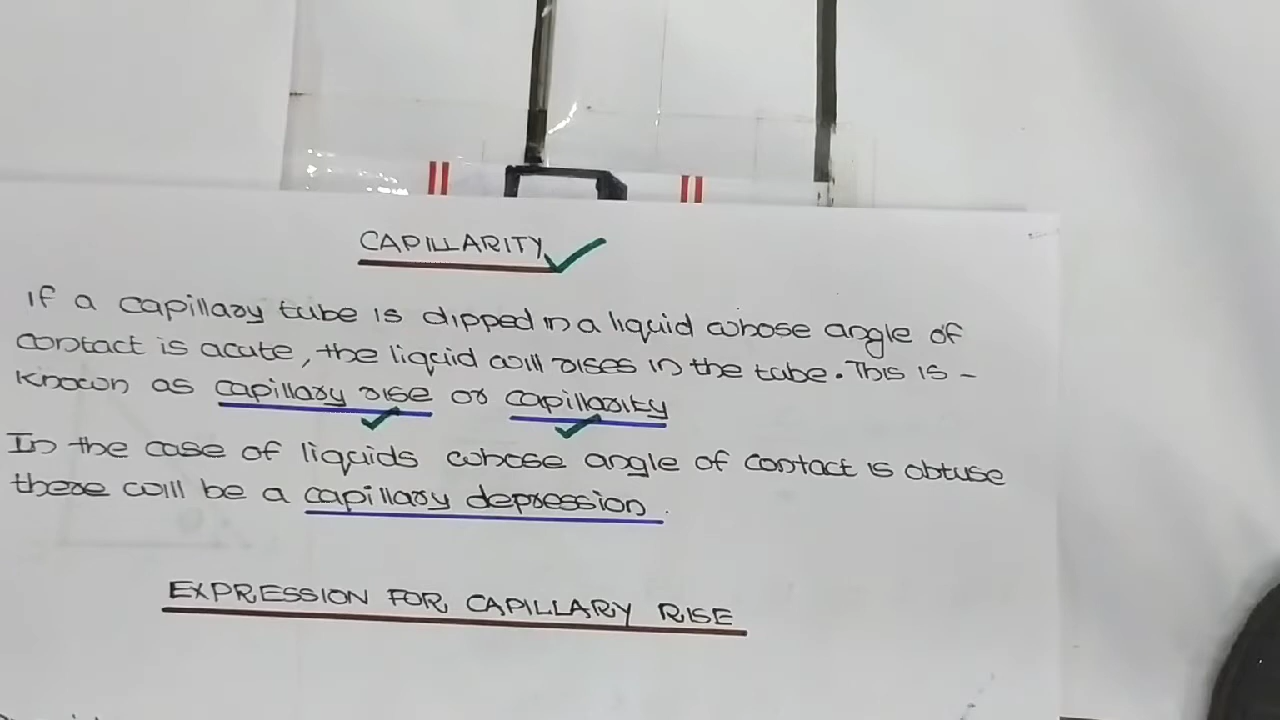 CAPILLARITY
If a capillary tube is dipped in a liquid whose angle of
contact is acute, the liquid will rises in the tube. This is -
known as capillary rise or capillarity
In the case of liquids whose angle of contact is obtuse
there will be a capillary depression.
EXPRESSION FOR CAPILLARY RISE